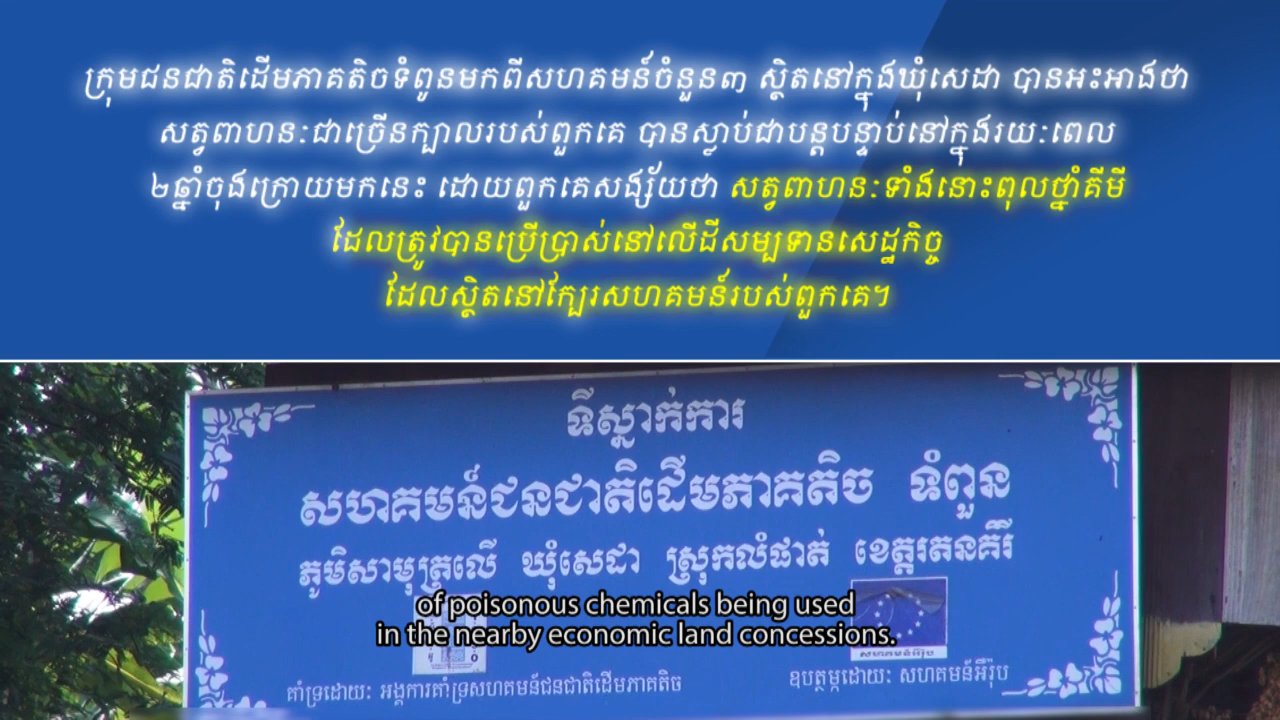 ក្រុមជនជាតិដើមភាគតិចទំពួនមកពីសហគមន៍ចំនួន៣ ស្ថិតនៅក្នុងឃុំសេដា បានអះអាងថា
សត្វពាហនៈជាច្រើនក្បាលរបស់ពួកគេ បានស្លាប់ជាបន្តបន្ទាប់នៅក្នុងរយៈពេល
២ឆ្នាំចុងក្រោយមកនេះ ដោយពួកគេសង្ស័យថា សត្វពាហនៈទាំងនោះពុលថ្នាំគីមី
ដែលត្រូវបានប្រើប្រាស់នៅលើដីសម្បទានសេដ្ឋកិច្ច
ដែលស្ថិតនៅក្បែរសហគមន៍របស់ពួកគេ។
ទីស្នាក់ការ
សហគមន៍ជនជាតិដើមភាគតិច ទំពួន
ភូមិសាមុត្រលើ ឃុំសេដា ស្រុកលំផាត់ ខេត្តរតនគីរី
of poisonous chemicals being used
in the nearby economic land concessions.
សហគមន៍អឺរ៉ុប
គាំទ្រដោយៈ អង្គការគាំទ្រសហគមន៍ជនជាតិដើមភាគតិច
ឧបត្ថម្ភដោយៈ សហគមន៍អឺរ៉ុប